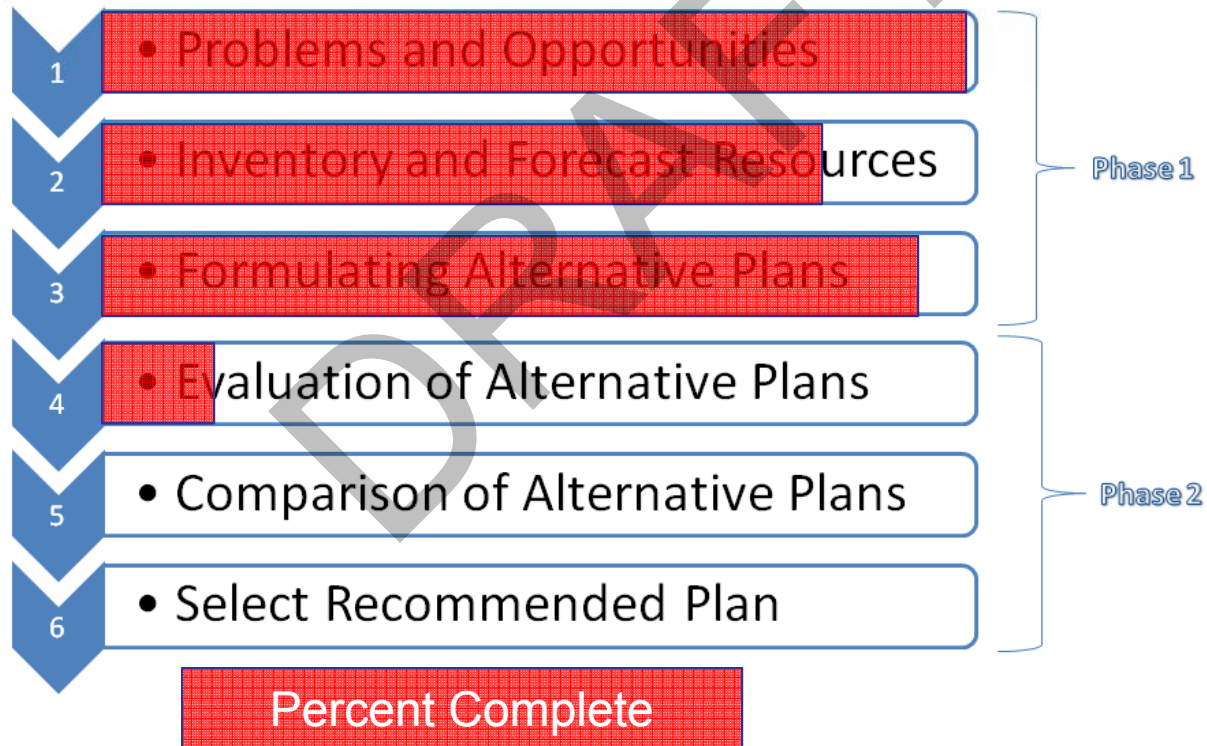 1
• Problems and Opportunities
2
• Inventory and Forecast Resources
Phase 1
3
• Formulating Alternative Plans
4
• Evaluation of Alternative Plans
5
• Comparison of Alternative Plans
Phase 2
6
• Select Recommended Plan
Percent Complete
DRAF